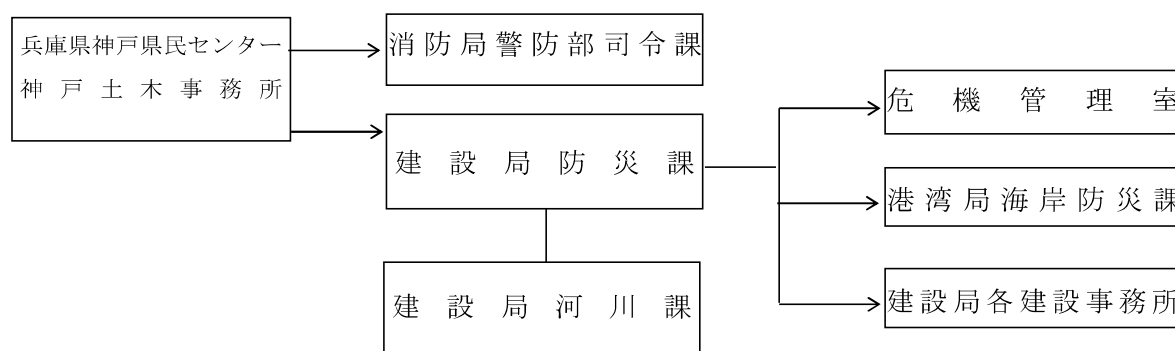 兵庫県神戸県民センター
神戸土木事務所
消防局警防部司令課
建設局防災課
建設局河川課
危機管理室
港湾局海岸防災課
建設局各建設事務所